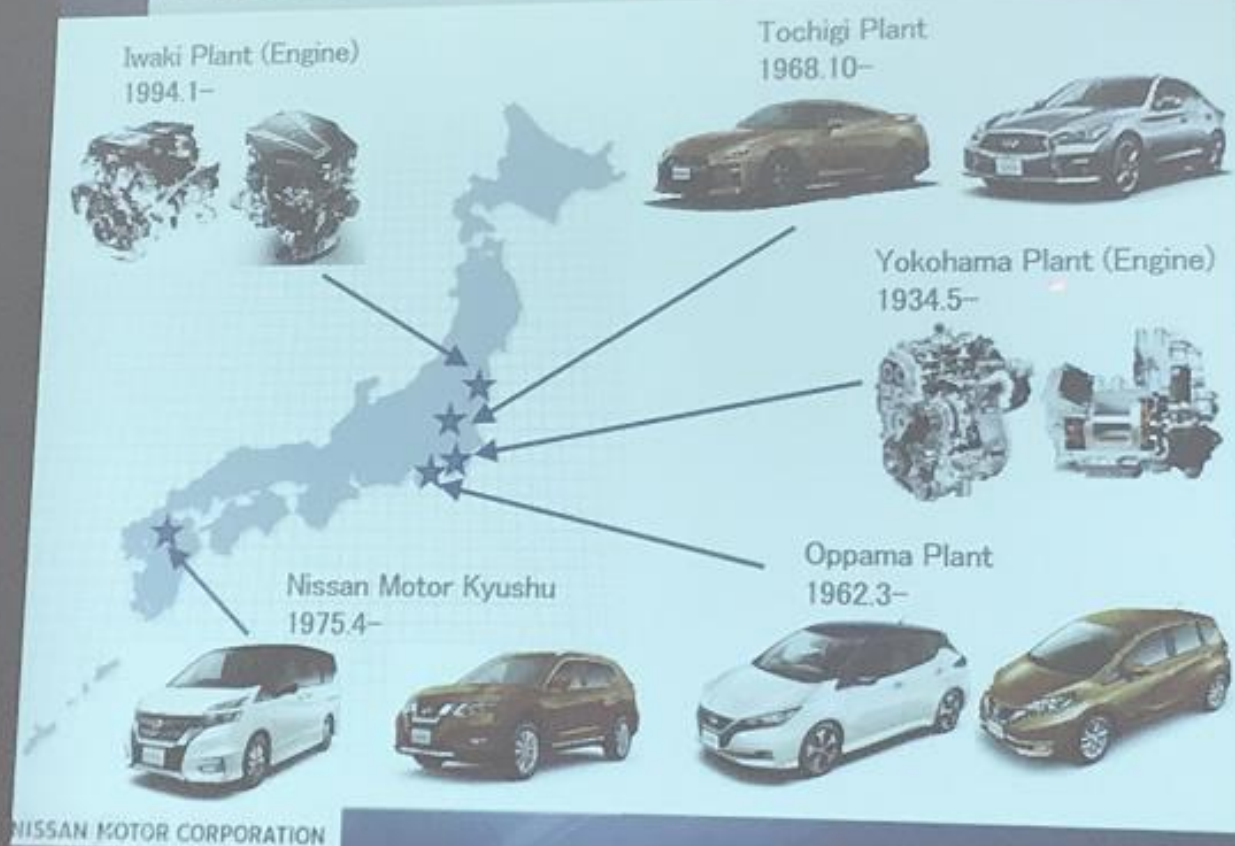 Iwaki Plant (Engine)
1994.1-
Tochigi Plant
1968.10-
Yokohama Plant (Engine)
1934.5-
Oppama Plant
1962.3-
Nissan Motor Kyushu
1975.4-
NISSAN MOTOR CORPORATION